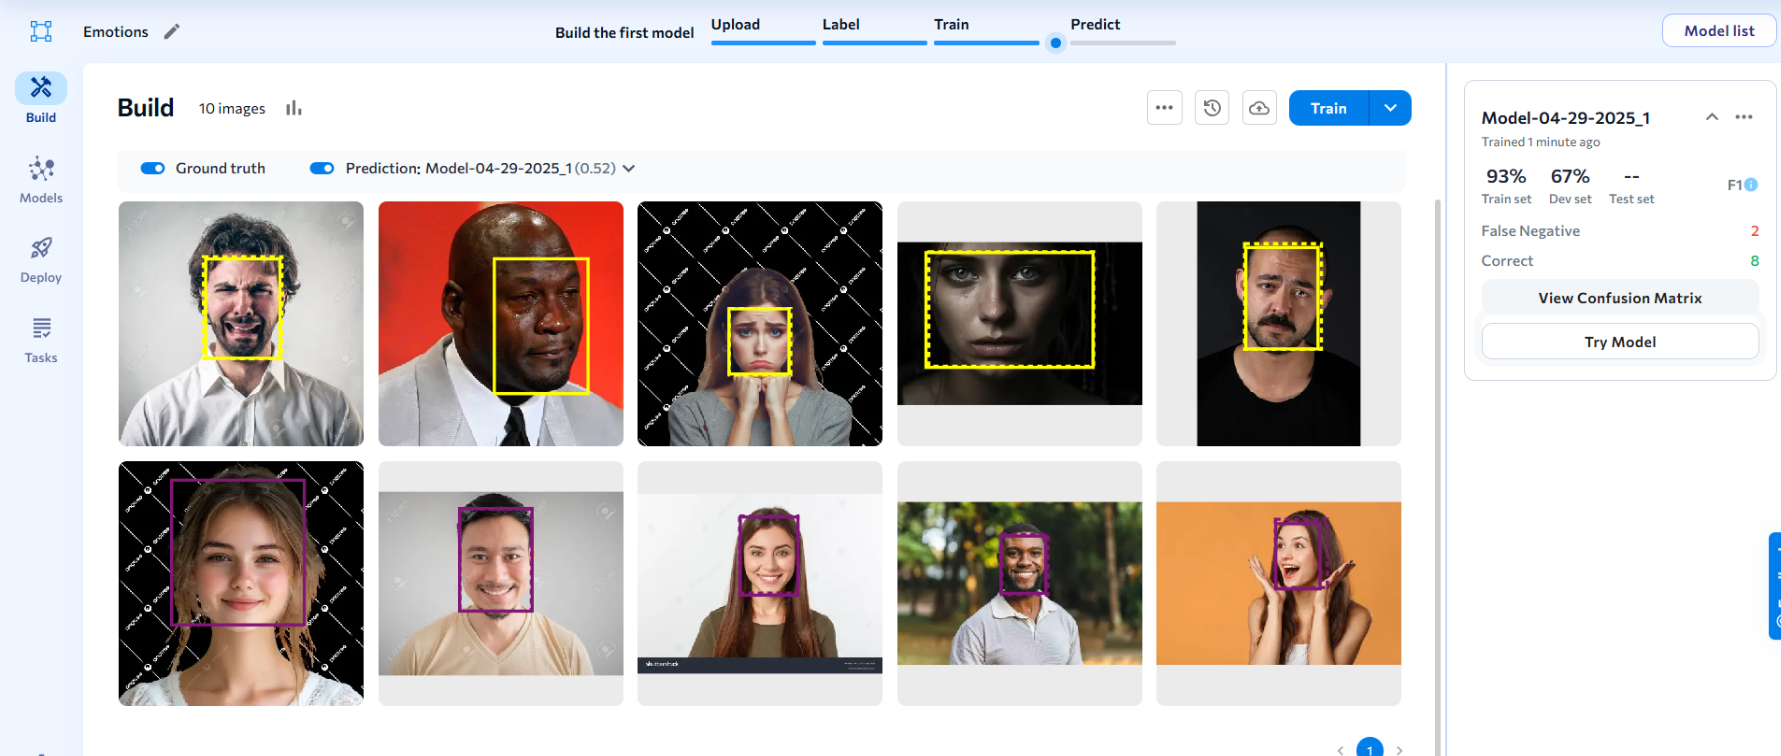 Emotions
Build the first model
Upload
Label
Train
Predict
Model list
Build
Models
Deploy
Tasks
Build
10 images
Train
Ground truth
Prediction: Model-04-29-2025_1 (0.52)
shutterstock
1
Model-04-29-2025_1
Trained 1 minute ago
93%
67%
--
F1
Train set
Dev set
Test set
False Negative
2
Correct
8
View Confusion Matrix
Try Model